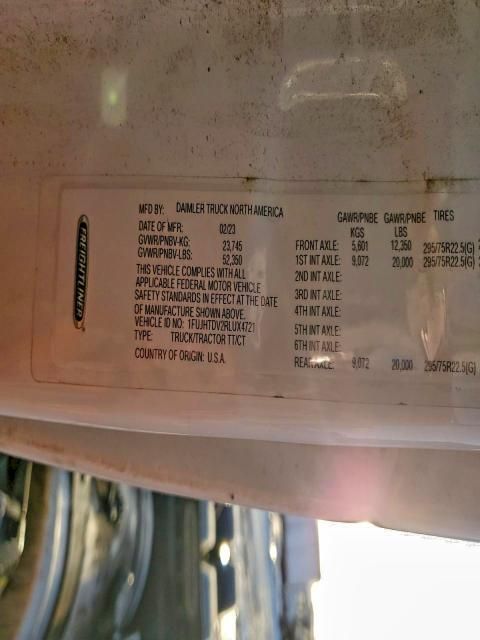 FREIGHTLINER
MFD BY: DAIMLER TRUCK NORTH AMERICA
DATE OF MFR: 02/23
GVWR/PNBV-KG: 23,745
GVWR/PNBV-LBS: 52,350
THIS VEHICLE COMPLIES WITH ALL
APPLICABLE FEDERAL MOTOR VEHICLE
SAFETY STANDARDS IN EFFECT AT THE DATE
OF MANUFACTURE SHOWN ABOVE.
VEHICLE ID NO: 1FUJHTDV2RLUX4721
TYPE: TRUCK/TRACTOR TT/CT
COUNTRY OF ORIGIN: U.S.A.
GAWR/PNBE GAWR/PNBE TIRES
KGS LBS
FRONT AXLE: 5,601 12,350 295/75R22.5(G)
1ST INT AXLE: 9,072 20,000 295/75R22.5(G)
2ND INT AXLE:
3RD INT AXLE:
4TH INT AXLE:
5TH INT AXLE:
6TH INT AXLE:
REAR AXLE: 9,072 20,000 295/75R22.5(G)